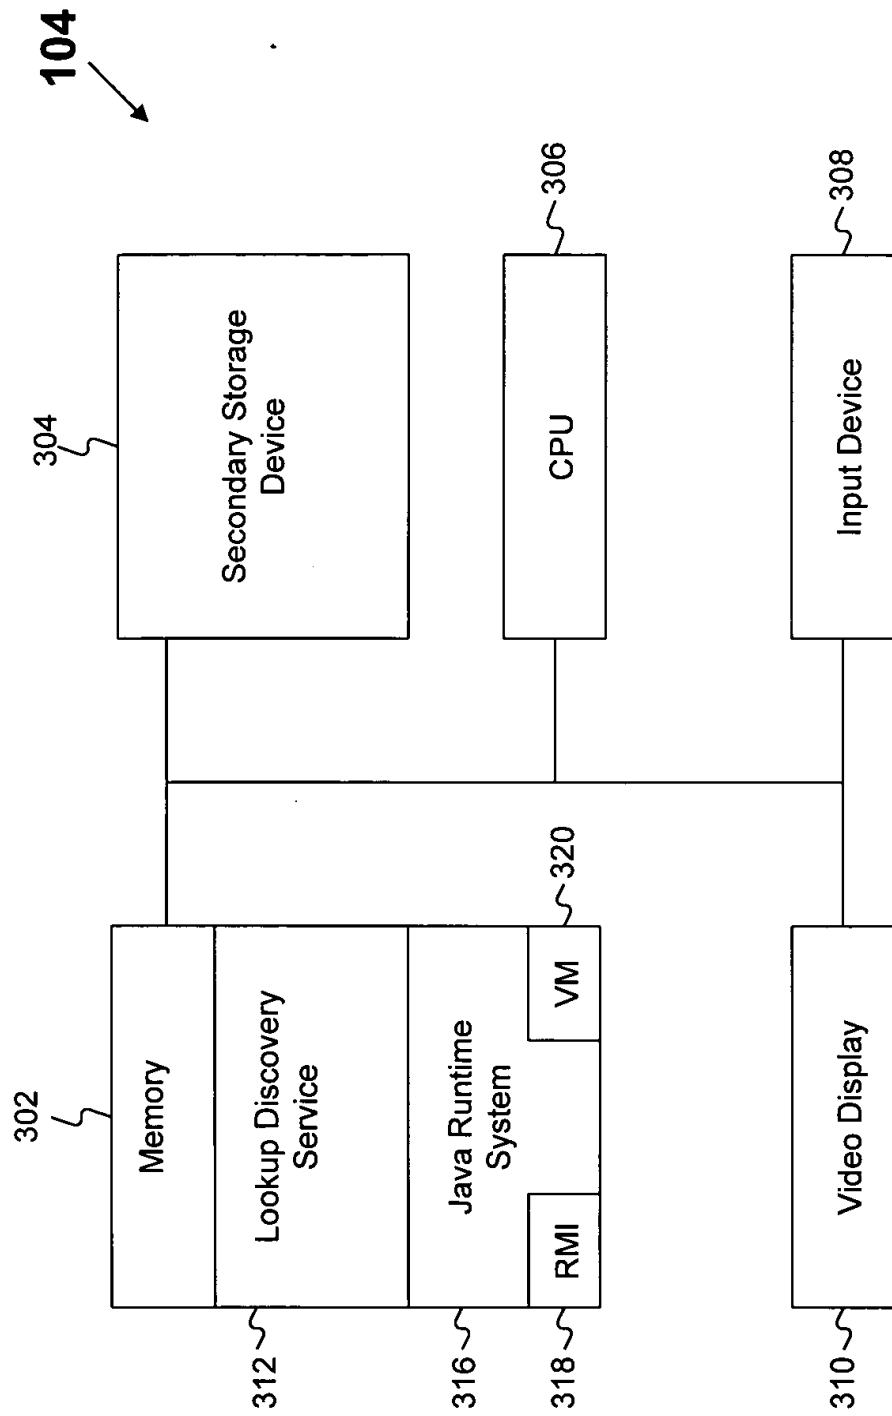 104
302
Memory
Lookup Discovery
Service
312
Java Runtime
System
316
RMI
318
VM
320
304
Secondary Storage
Device
CPU
306
Video Display
310
Input Device
308